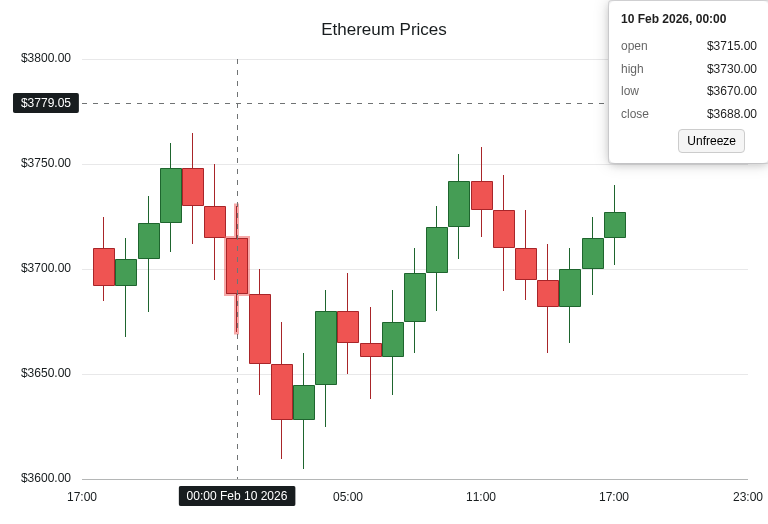 Ethereum Prices
10 Feb 2026, 00:00
open $3715.00
high $3730.00
low $3670.00
close $3688.00
Unfreeze
$3800.00
$3779.05
$3750.00
$3700.00
$3650.00
$3600.00
17:00 00:00 Feb 10 2026 05:00 11:00 17:00 23:00